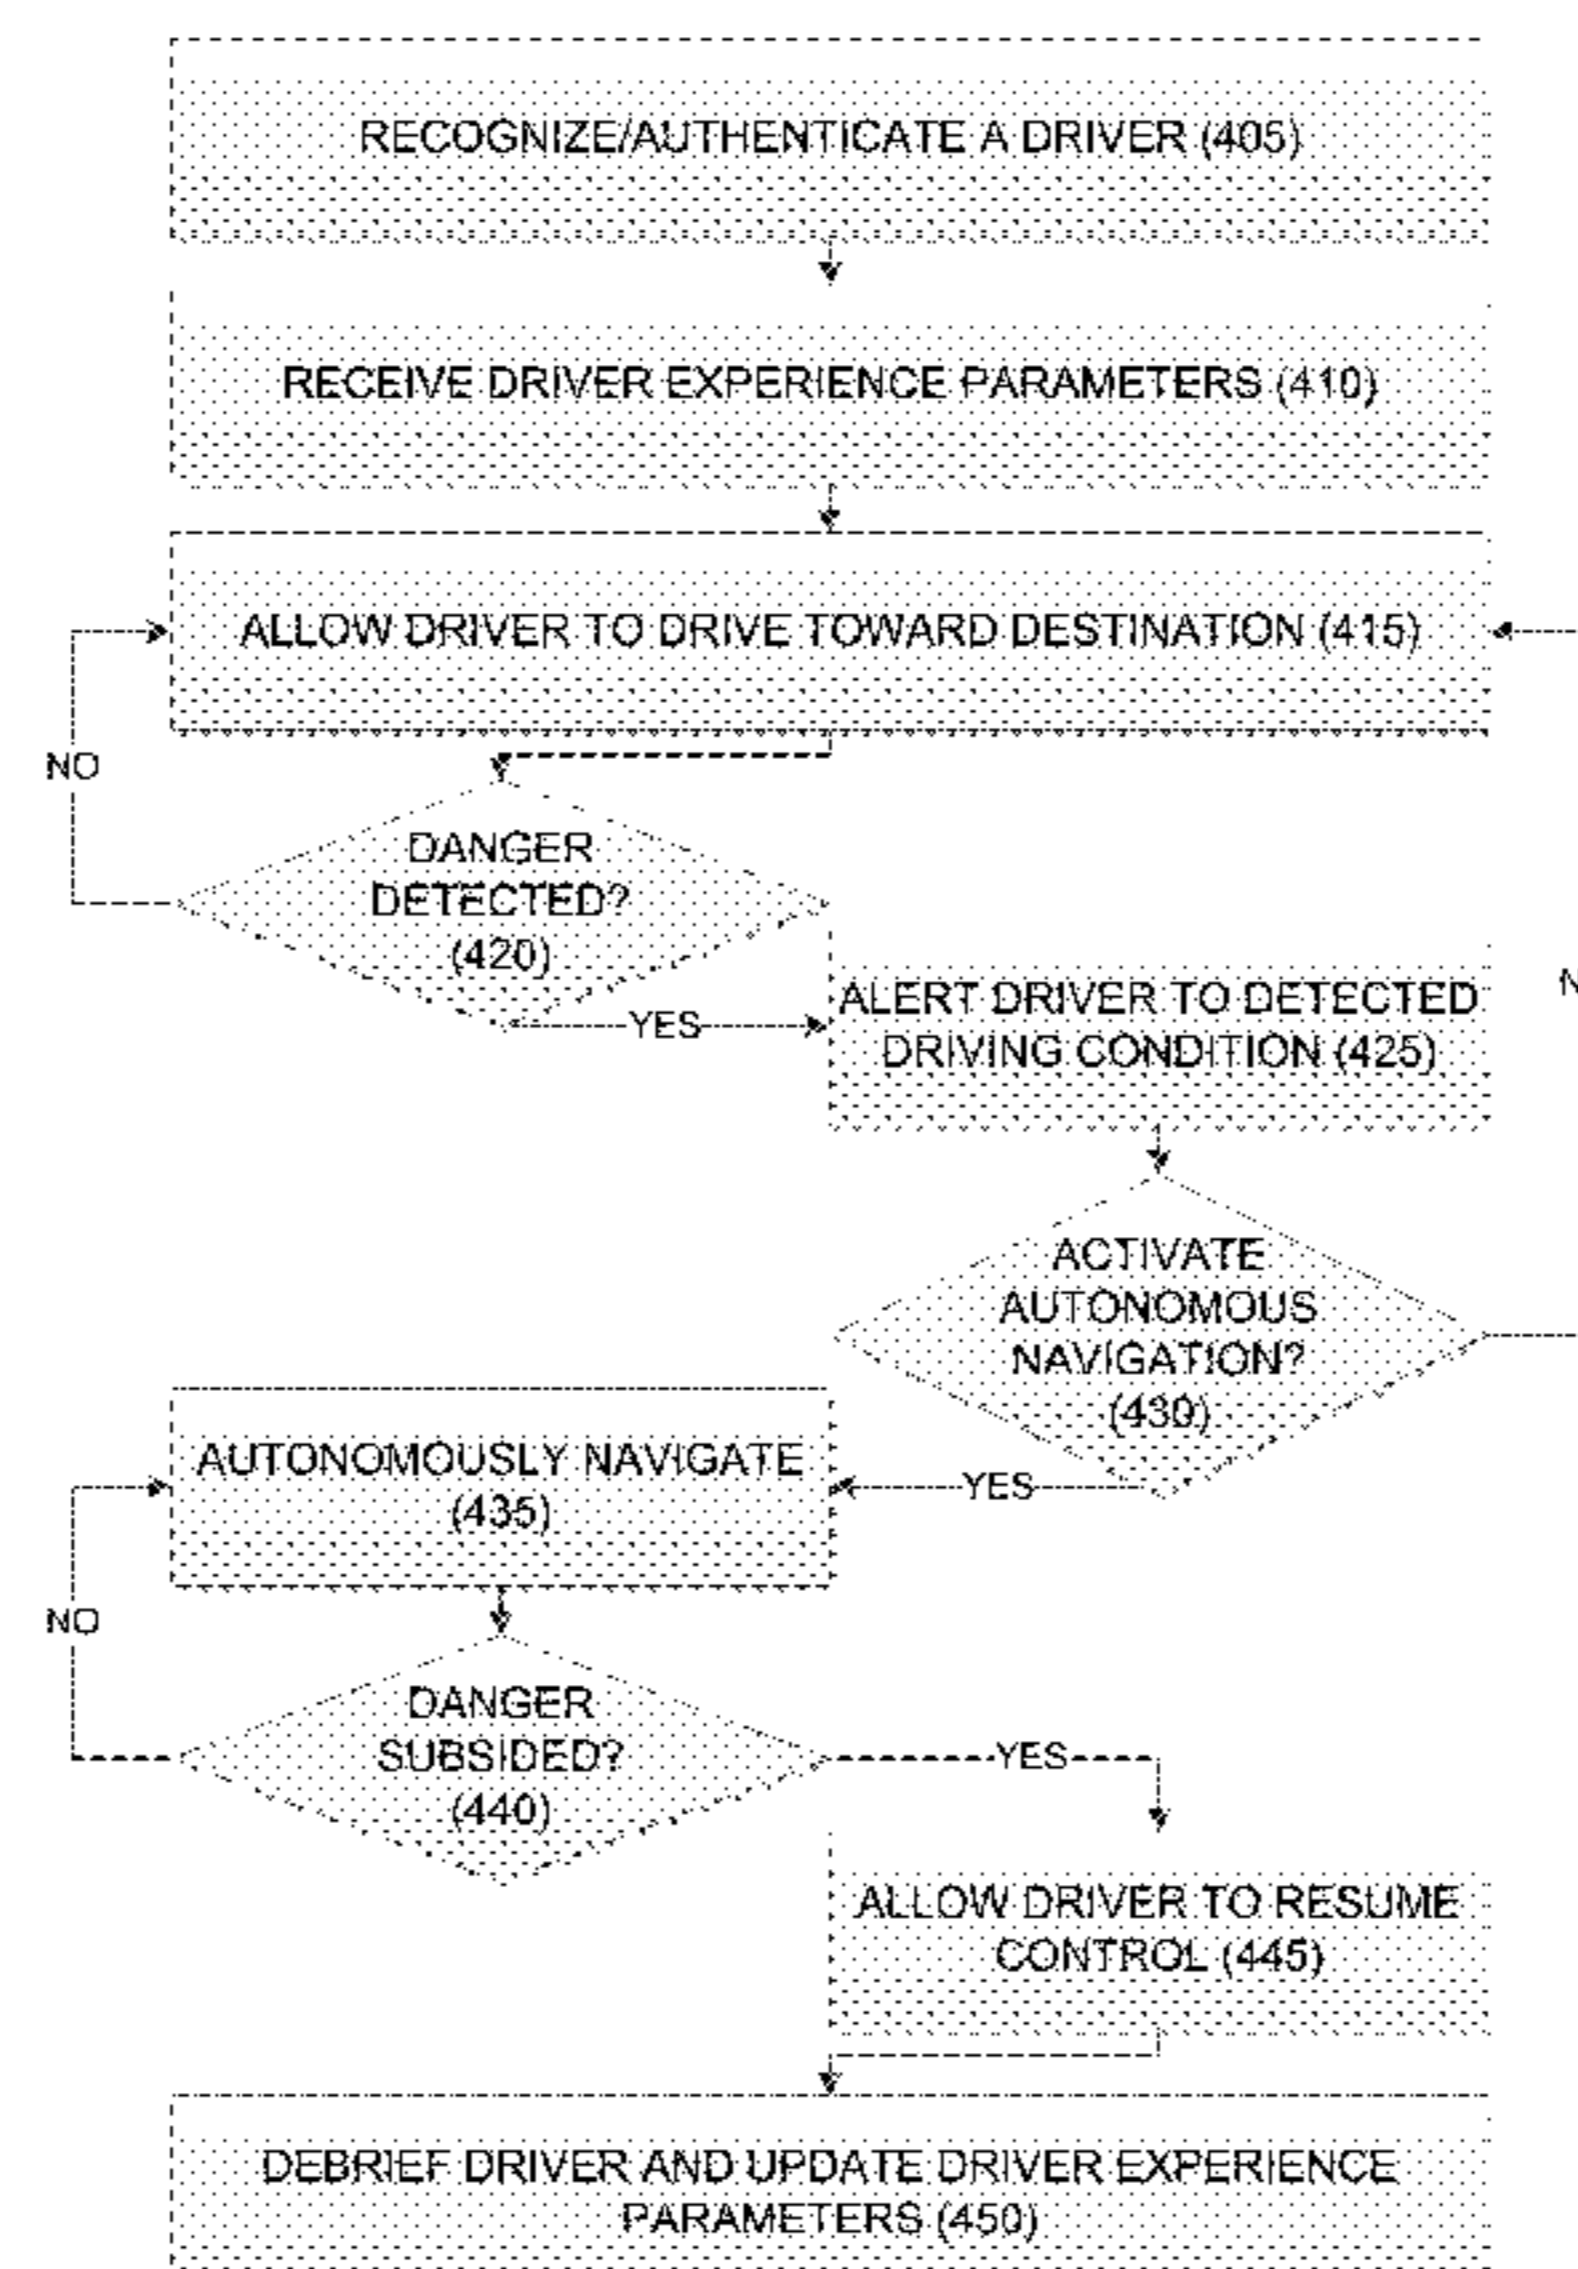 RECOGNIZE/AUTHENTICATE A DRIVER (405)
RECEIVE DRIVER EXPERIENCE PARAMETERS (410)
ALLOW DRIVER TO DRIVE TOWARD DESTINATION (415)
NO
DANGER
DETECTED?
(420)
YES
ALERT DRIVER TO DETECTED
DRIVING CONDITION (425)
ACTIVATE
AUTONOMOUS
NAVIGATION?
(430)
YES
AUTONOMOUSLY NAVIGATE
(435)
NO
DANGER
SUBSIDED?
(440)
YES
ALLOW DRIVER TO RESUME
CONTROL (445)
DEBRIEF DRIVER AND UPDATE DRIVER EXPERIENCE
PARAMETERS (450)